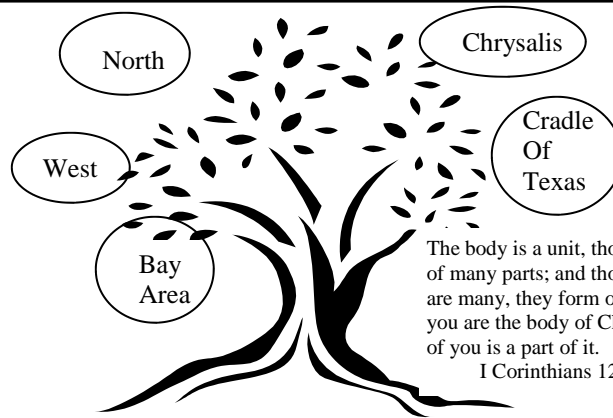 North
Chrysalis
West
Cradle
Of
Texas
Bay
Area
The body is a unit, 
of many parts; and
are many, they form
you are the body of
of you is a part of it.
I Corinthians